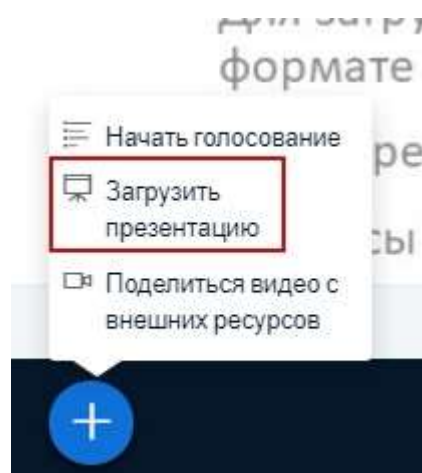 формате
Начать голосование
Загрузить
презентацию
Поделиться видео с
внешних ресурсов